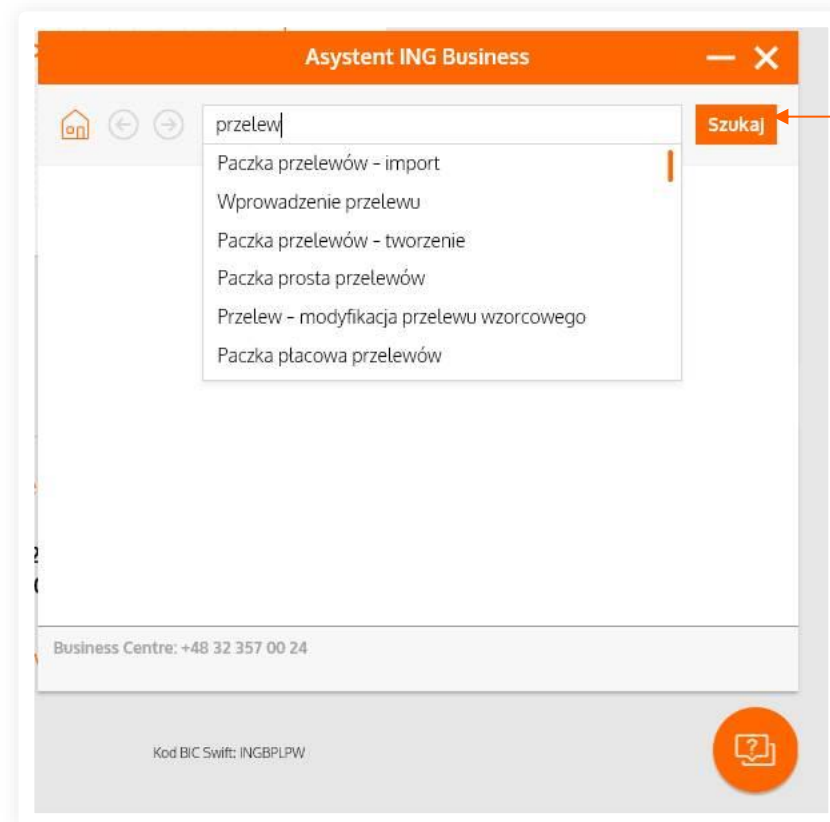 Asystent ING Business
przelew
Szukaj
Paczka przelewów - import
Wprowadzenie przelewu
Paczka przelewów - tworzenie
Paczka prosta przelewów
Przelew - modyfikacja przelewu wzorcowego
Paczka płacowa przelewów
Business Centre: +48 32 357 00 24
Kod BIC Swift: INGBPLPW